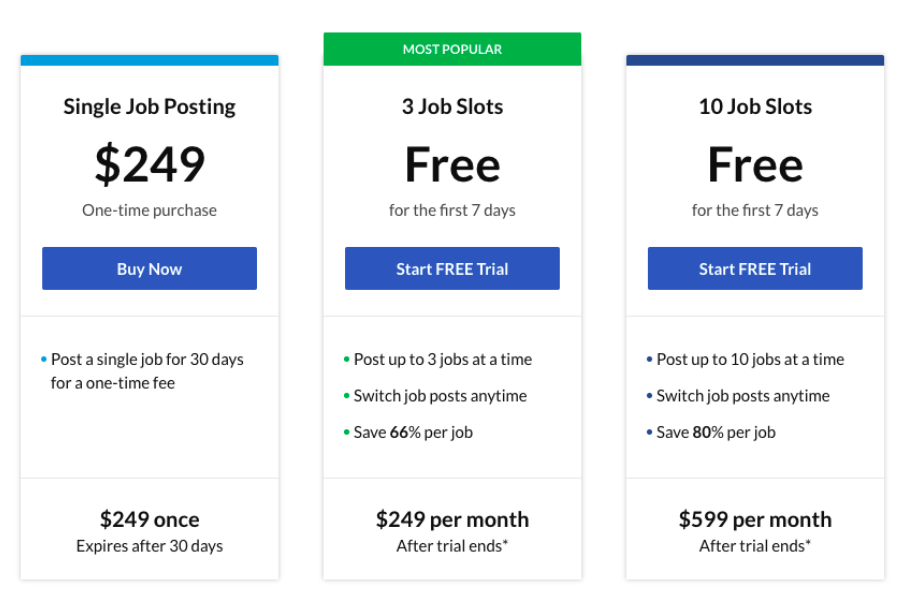 Single Job Posting
$249
One-time purchase
Buy Now
• Post a single job for 30 days
for a one-time fee
$249 once
Expires after 30 days
MOST POPULAR
3 Job Slots
Free
for the first 7 days
Start FREE Trial
• Post up to 3 jobs at a time
• Switch job posts anytime
• Save 66% per job
$249 per month
After trial ends*
10 Job Slots
Free
for the first 7 days
Start FREE Trial
• Post up to 10 jobs at a time
• Switch job posts anytime
• Save 80% per job
$599 per month
After trial ends*